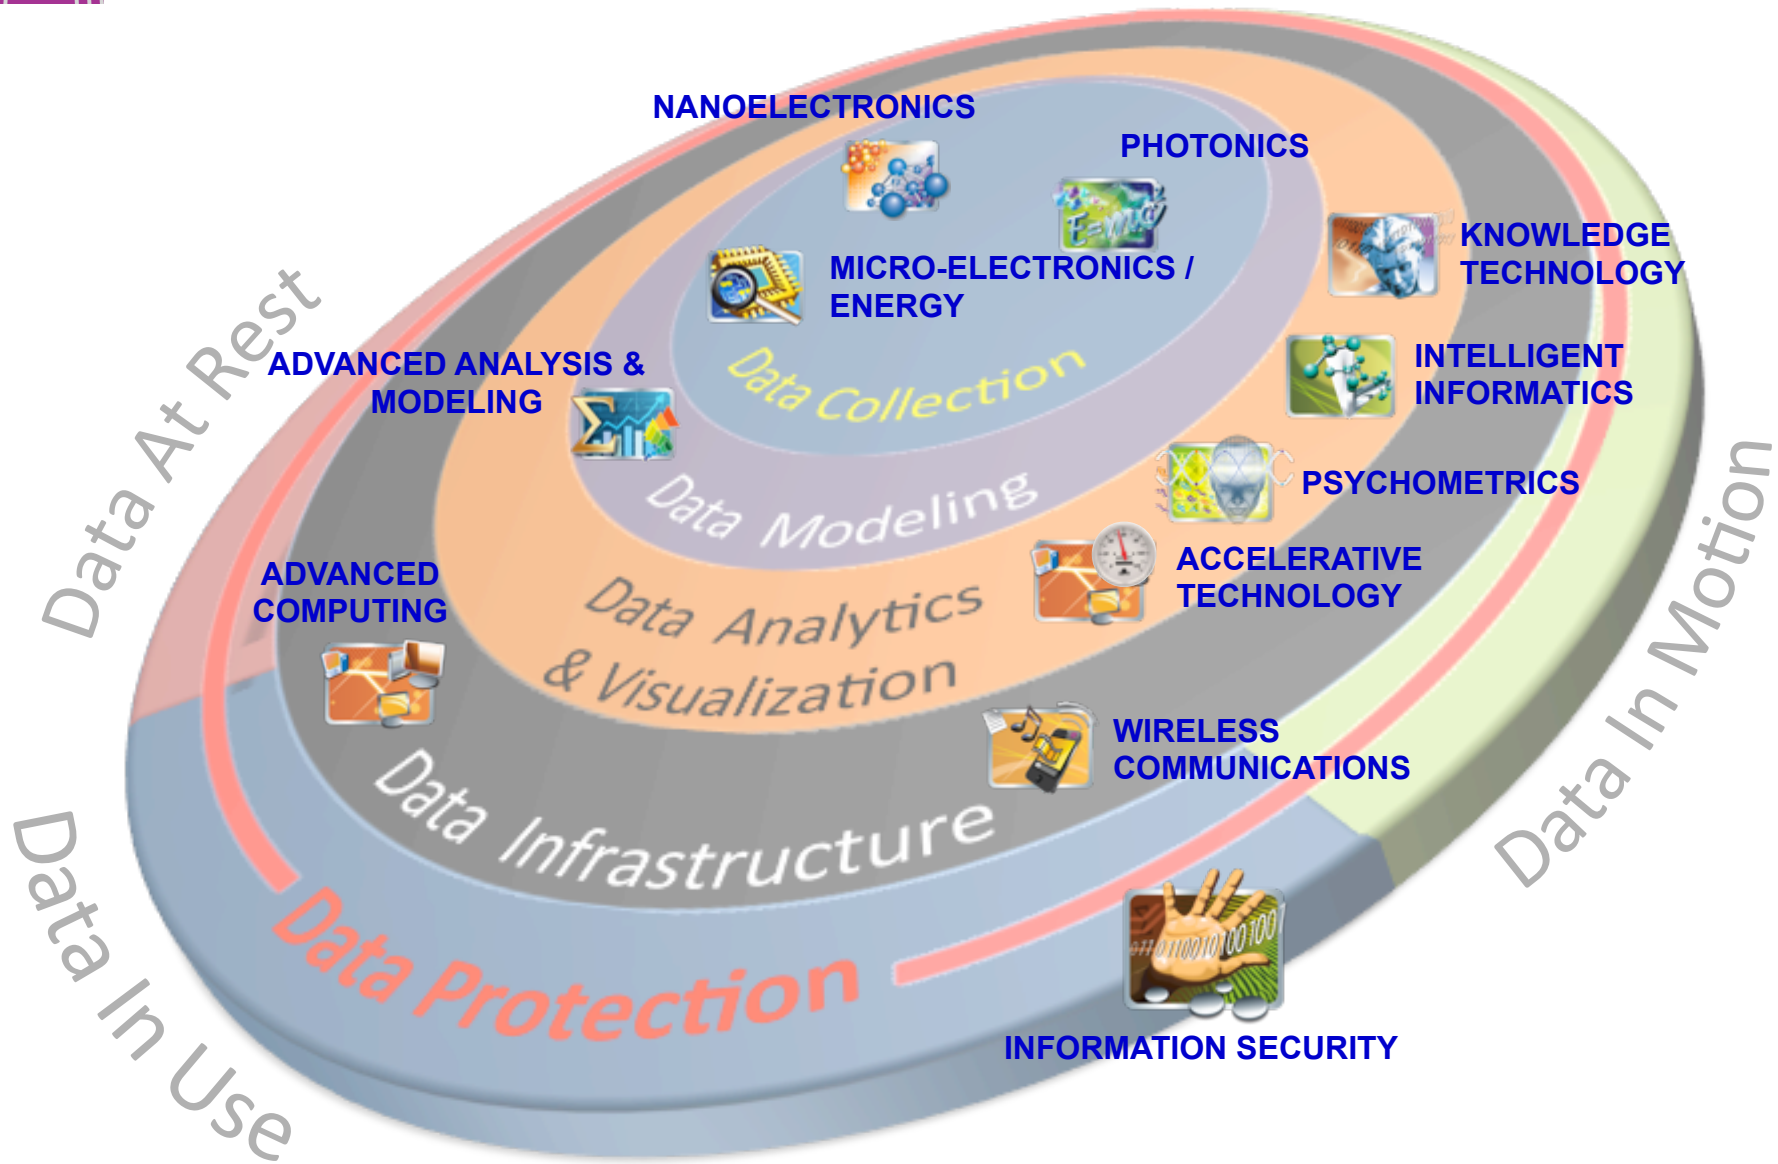 NANOELECTRONICS
PHOTONICS
KNOWLEDGE
TECHNOLOGY
MICRO-ELECTRONICS /
ENERGY
E=mc²
INTELLIGENT
INFORMATICS
ADVANCED ANALYSIS &
MODELING
Σ
Data Collection
PSYCHOMETRICS
Data Modeling
ACCELERATIVE
TECHNOLOGY
ADVANCED
COMPUTING
Data Analytics
& Visualization
WIRELESS
COMMUNICATIONS
Data Infrastructure
Data Protection
INFORMATION SECURITY
Data At Rest
Data In Use
Data In Motion